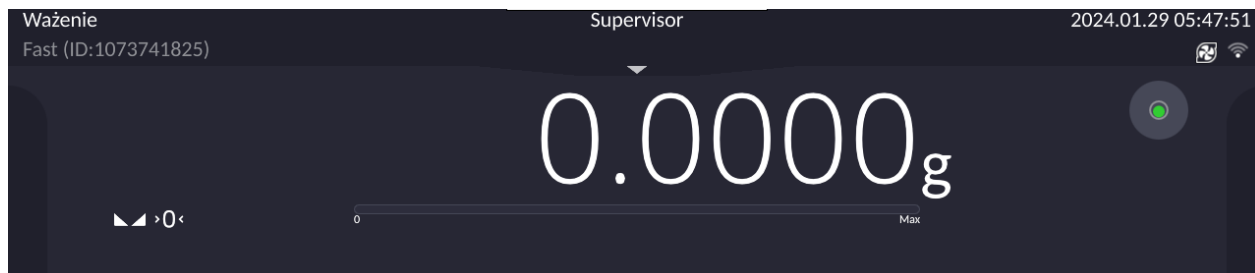 Ważenie Supervisor 2024.01.29 05:47:51
Fast (ID:1073741825)
0.0000g
>0<
0 Max